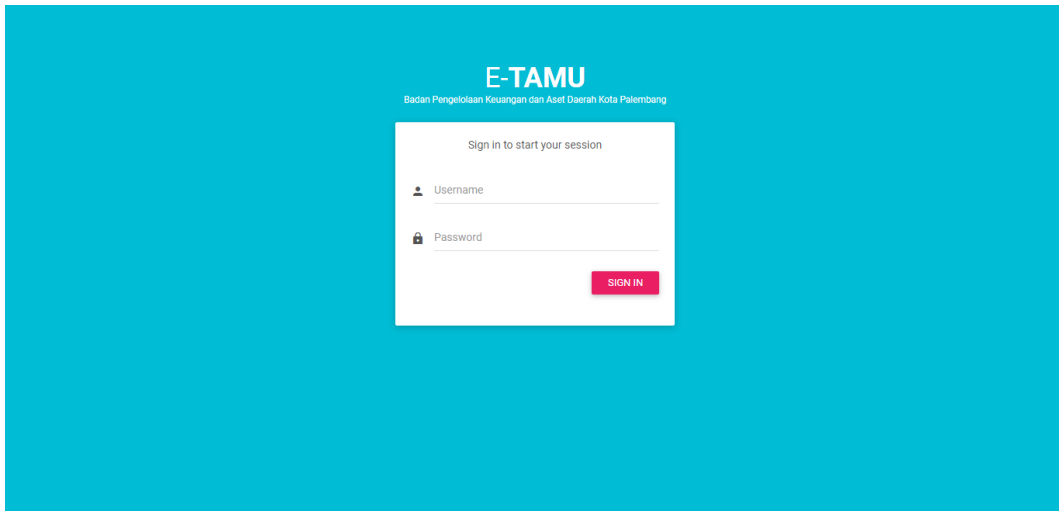 E-TAMU
Badan Pengelolaan Keuangan dan Aset Daerah Kota Palembang
Sign in to start your session
Username
Password
SIGN IN